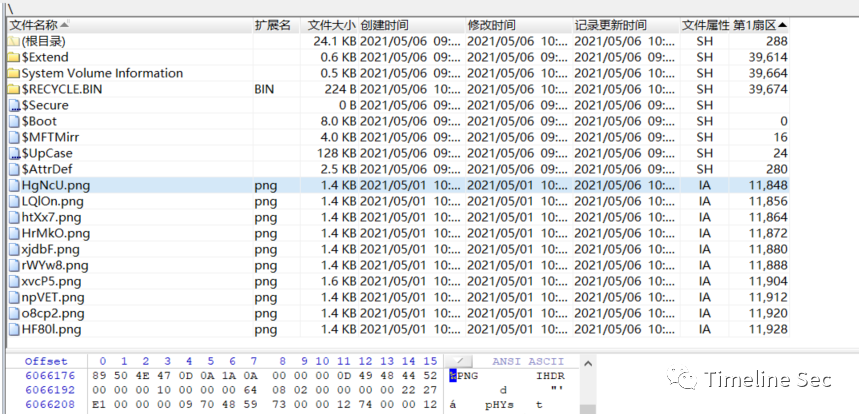 \
文件名称 扩展名 文件大小 创建时间 修改时间 记录更新时间 文件属性 第1扇区
(根目录) 24.1 KB 2021/05/06 09:... 2021/05/06 10:... 2021/05/06 10:... SH 288
$Extend 0.6 KB 2021/05/06 09:... 2021/05/06 09:... 2021/05/06 09:... SH 39,614
System Volume Information 0.5 KB 2021/05/06 09:... 2021/05/06 09:... 2021/05/06 09:... SH 39,664
$RECYCLE.BIN BIN 224 B 2021/05/06 10:... 2021/05/06 10:... 2021/05/06 10:... SH 39,674
$Secure 0 B 2021/05/06 09:... 2021/05/06 09:... 2021/05/06 09:... SH
$Boot 8.0 KB 2021/05/06 09:... 2021/05/06 09:... 2021/05/06 09:... SH 0
$MFTMirr 4.0 KB 2021/05/06 09:... 2021/05/06 09:... 2021/05/06 09:... SH 16
$UpCase 128 KB 2021/05/06 09:... 2021/05/06 09:... 2021/05/06 09:... SH 24
$AttrDef 2.5 KB 2021/05/06 09:... 2021/05/06 09:... 2021/05/06 09:... SH 280
HgNcU.png png 1.4 KB 2021/05/01 10:... 2021/05/01 10:... 2021/05/06 10:... IA 11,848
LQlOn.png png 1.4 KB 2021/05/01 10:... 2021/05/01 10:... 2021/05/06 10:... IA 11,856
htXx7.png png 1.4 KB 2021/05/01 10:... 2021/05/01 10:... 2021/05/06 10:... IA 11,864
HrMkO.png png 1.4 KB 2021/05/01 10:... 2021/05/01 10:... 2021/05/06 10:... IA 11,872
xjdbF.png png 1.4 KB 2021/05/01 10:... 2021/05/01 10:... 2021/05/06 10:... IA 11,880
rWYw8.png png 1.4 KB 2021/05/01 10:... 2021/05/01 10:... 2021/05/06 10:... IA 11,888
xvcP5.png png 1.6 KB 2021/05/01 10:... 2021/05/01 10:... 2021/05/06 10:... IA 11,904
npVET.png png 1.4 KB 2021/05/01 10:... 2021/05/01 10:... 2021/05/06 10:... IA 11,912
o8cp2.png png 1.4 KB 2021/05/01 10:... 2021/05/01 10:... 2021/05/06 10:... IA 11,920
HF80l.png png 1.4 KB 2021/05/01 10:... 2021/05/01 10:... 2021/05/06 10:... IA 11,928
Offset 0 1 2 3 4 5 6 7 8 9 10 11 12 13 14 15 ANSI ASCII
6066176 89 50 4E 47 0D 0A 1A 0A 00 00 00 0D 49 48 44 52 ‰PNG IHDR
6066192 00 00 00 10 00 00 00 64 08 02 00 00 00 22 27 d "'
6066208 E1 00 00 00 09 70 48 59 73 00 00 12 74 00 00 12 á pHYs t
Timeline Sec